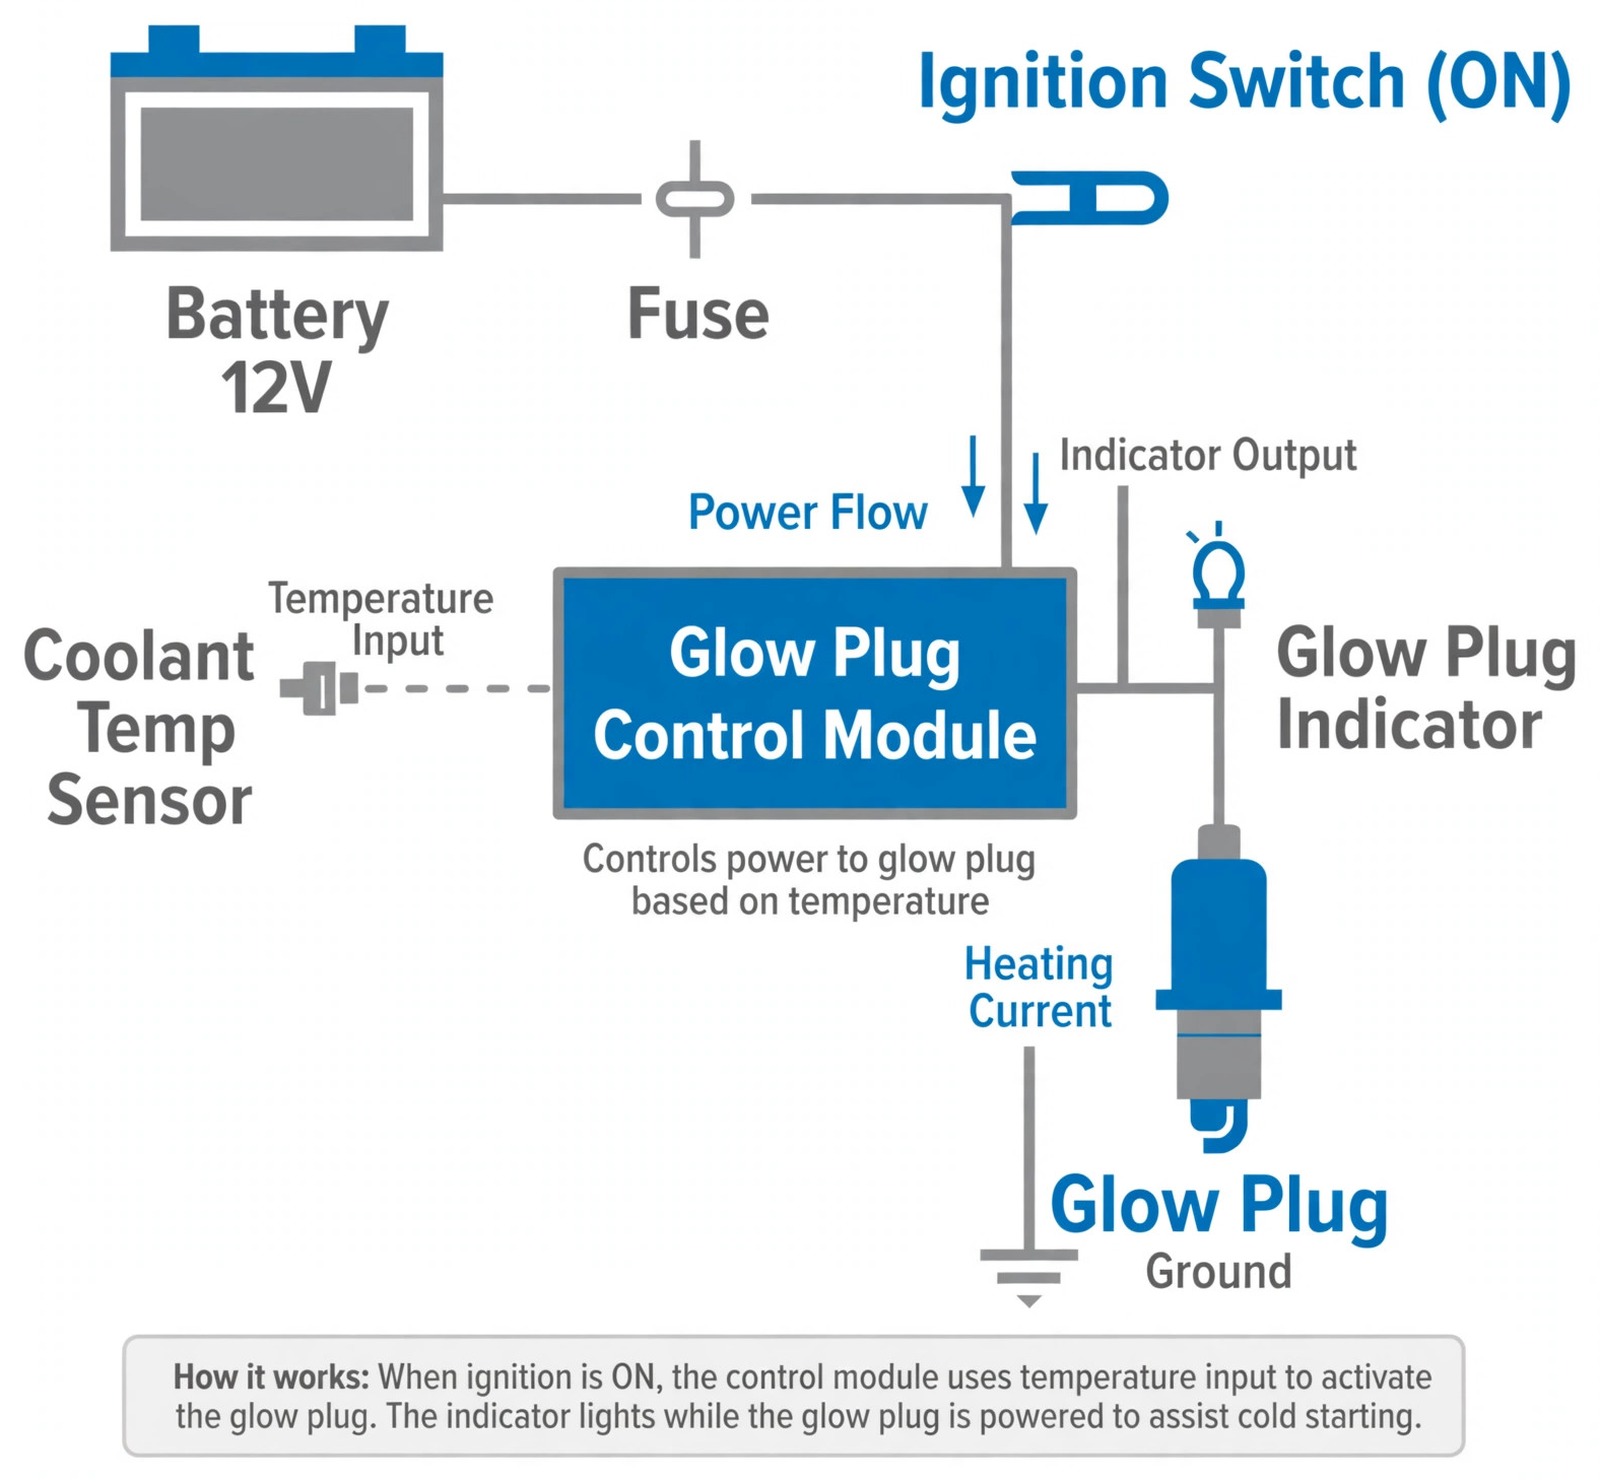 Ignition Switch (ON)
Battery
12V
Fuse
Indicator Output
Power Flow
Temperature
Input
Coolant
Temp
Sensor
Glow Plug
Control Module
Glow Plug
Indicator
Controls power to glow plug
based on temperature
Heating
Current
Glow Plug
Ground
How it works: When ignition is ON, the control module uses temperature input to activate
the glow plug. The indicator lights while the glow plug is powered to assist cold starting.